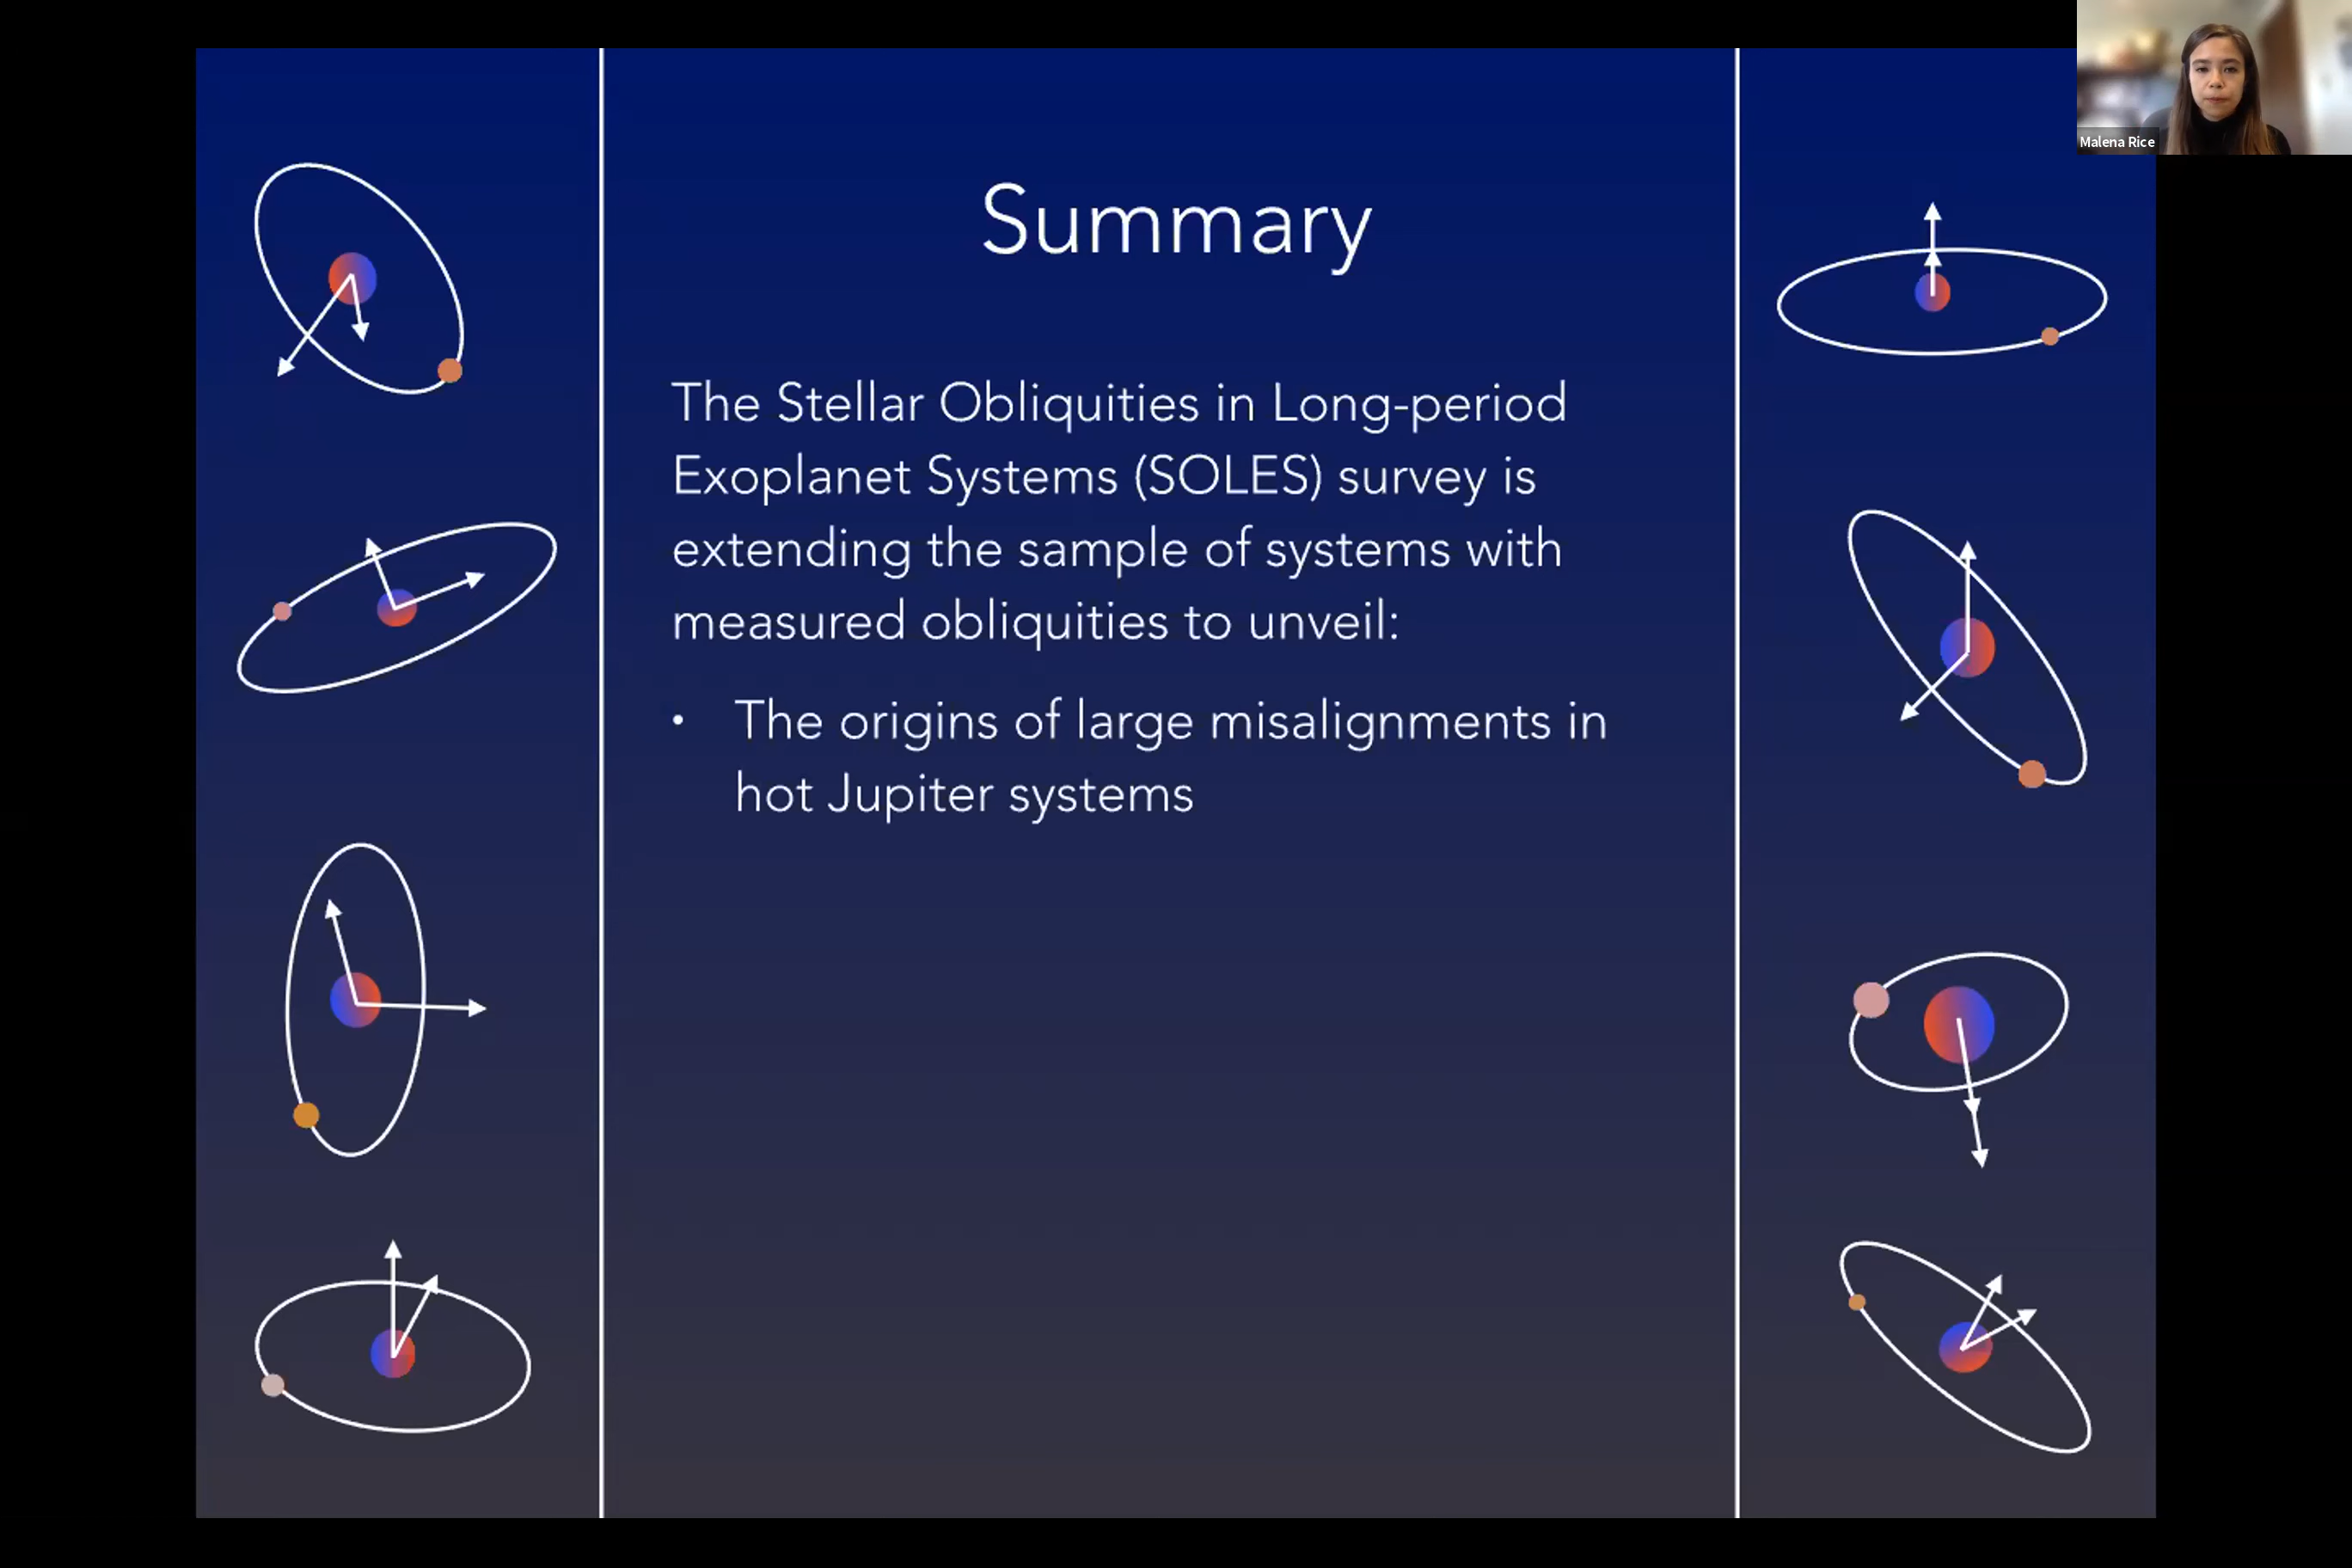 Malena Rice
Summary
The Stellar Obliquities in Long-period
Exoplanet Systems (SOLES) survey is
extending the sample of systems with
measured obliquities to unveil:
• The origins of large misalignments in
hot Jupiter systems